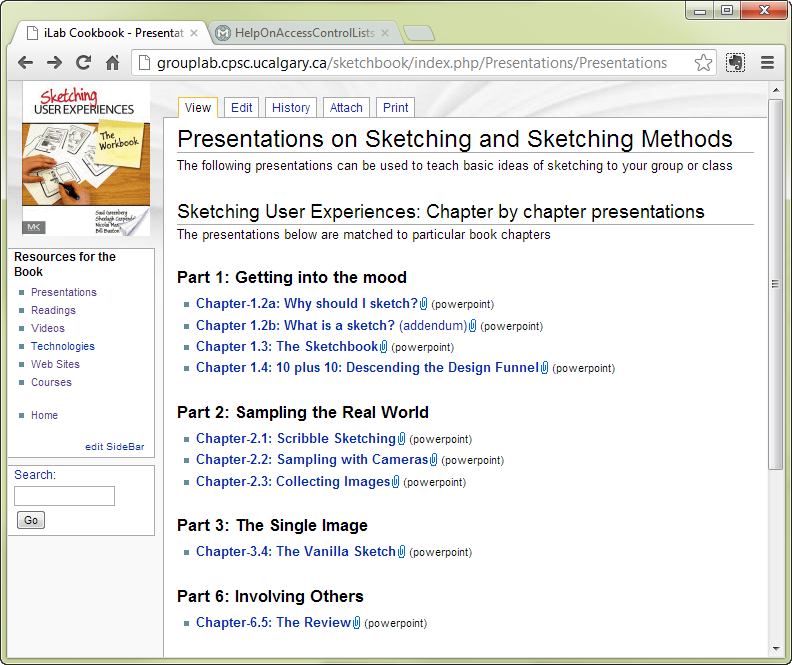 iLab Cookbook - Presentat
HelpOnAccessControlLists
grouplab.cpsc.ucalgary.ca/sketchbook/index.php/Presentations/Presentations
Sketching
USER EXPERIENCES
The
Workbook
Saul Greenberg
Sheelagh Carpendale
Bill Buxton
MK
Resources for the
Book
Presentations
Readings
Videos
Technologies
Web Sites
Courses
Home
edit SideBar
Search:
Go
View Edit History Attach Print
Presentations on Sketching and Sketching Methods
The following presentations can be used to teach basic ideas of sketching to your group or class
Sketching User Experiences: Chapter by chapter presentations
The presentations below are matched to particular book chapters
Part 1: Getting into the mood
Chapter-1.2a: Why should I sketch? (powerpoint)
Chapter 1.2b: What is a sketch? (addendum) (powerpoint)
Chapter 1.3: The Sketchbook (powerpoint)
Chapter 1.4: 10 plus 10: Descending the Design Funnel (powerpoint)
Part 2: Sampling the Real World
Chapter-2.1: Scribble Sketching (powerpoint)
Chapter-2.2: Sampling with Cameras (powerpoint)
Chapter-2.3: Collecting Images (powerpoint)
Part 3: The Single Image
Chapter-3.4: The Vanilla Sketch (powerpoint)
Part 6: Involving Others
Chapter-6.5: The Review (powerpoint)